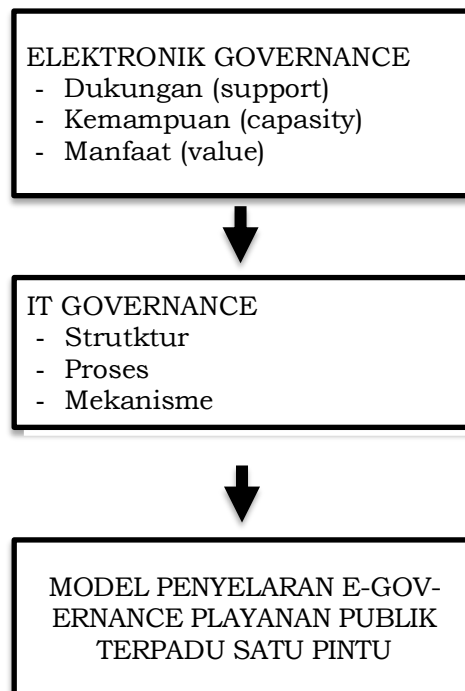 ELEKTRONIK GOVERNANCE
- Dukungan (support)
- Kemampuan (capasity)
- Manfaat (value)
IT GOVERNANCE
- Strutktur
- Proses
- Mekanisme
MODEL PENYELARAN E-GOV-
ERNANCE PLAYANAN PUBLIK
TERPADU SATU PINTU